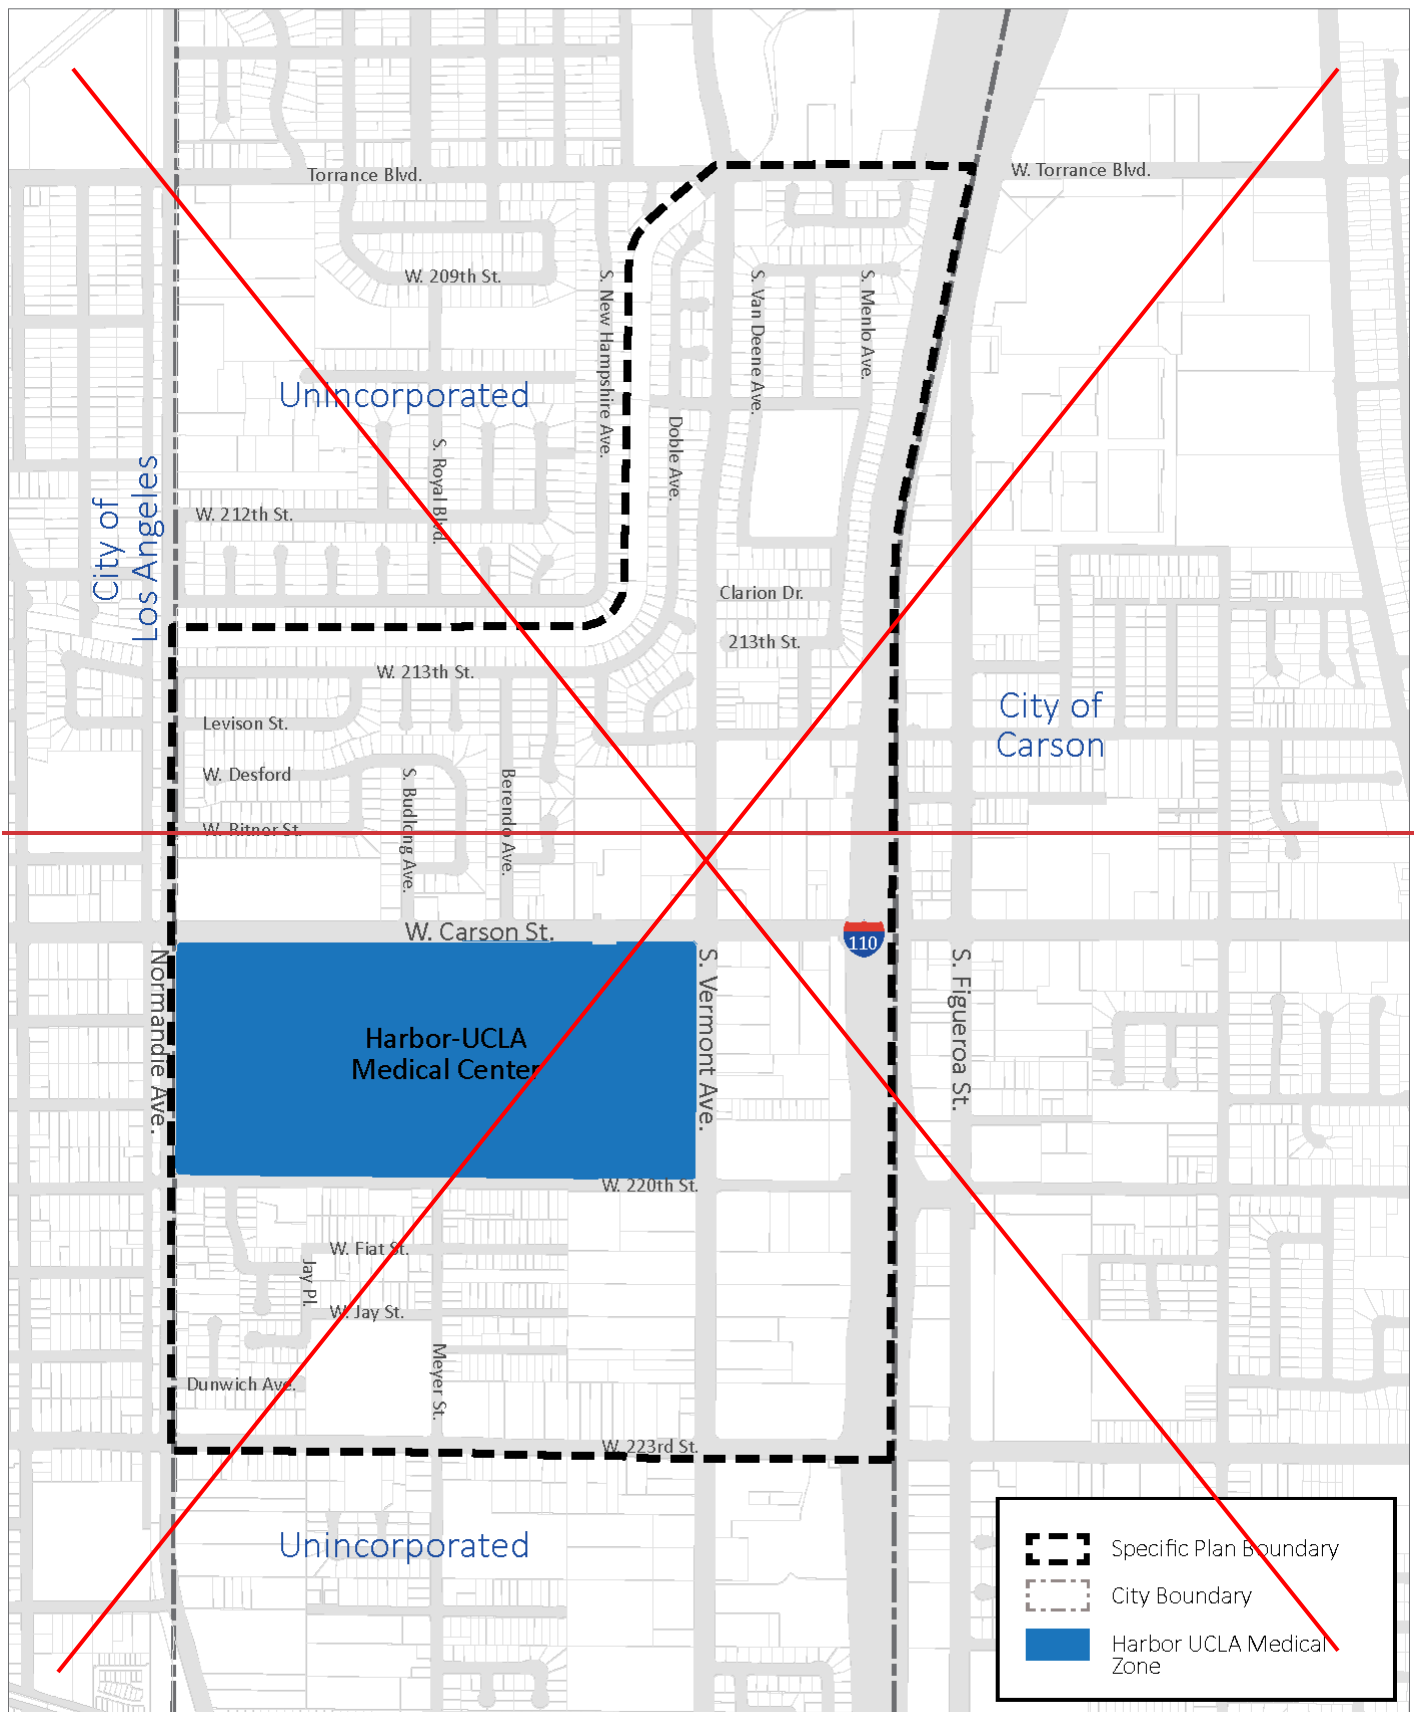 Torrance Blvd.
W. Torrance Blvd.
W. 209th St.
S. New Hampshire Ave.
S. Van Deene Ave.
S. Menlo Ave.
Unincorporated
Doble Ave.
S. Royal Blvd.
City of
Los Angeles
W. 212th St.
Clarion Dr.
213th St.
W. 213th St.
City of
Carson
Levison St.
W. Desford
S. Budlong Ave.
Berendo Ave.
W. Ritner St.
W. Carson St.
110
Normandie Ave.
S. Vermont Ave.
S. Figueroa St.
Harbor-UCLA
Medical Center
W. 220th St.
W. Fiat St.
Jay Pl.
W. Jay St.
Meyer St.
Dunwich Ave.
W. 223rd St.
Unincorporated
Specific Plan Boundary
City Boundary
Harbor UCLA Medical
Zone